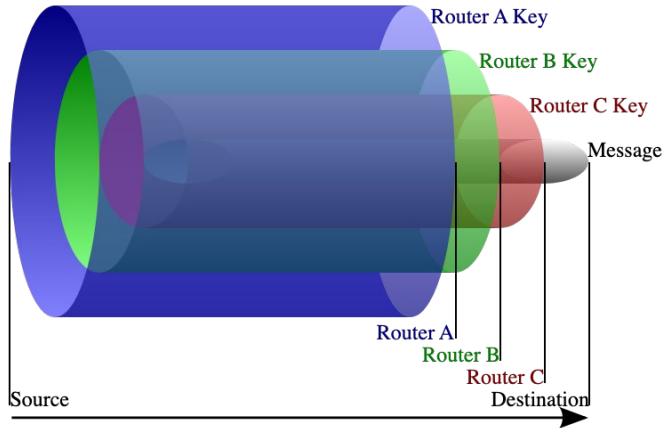 Router A Key
Router B Key
Router C Key
Message
Router A
Router B
Router C
Source
Destination